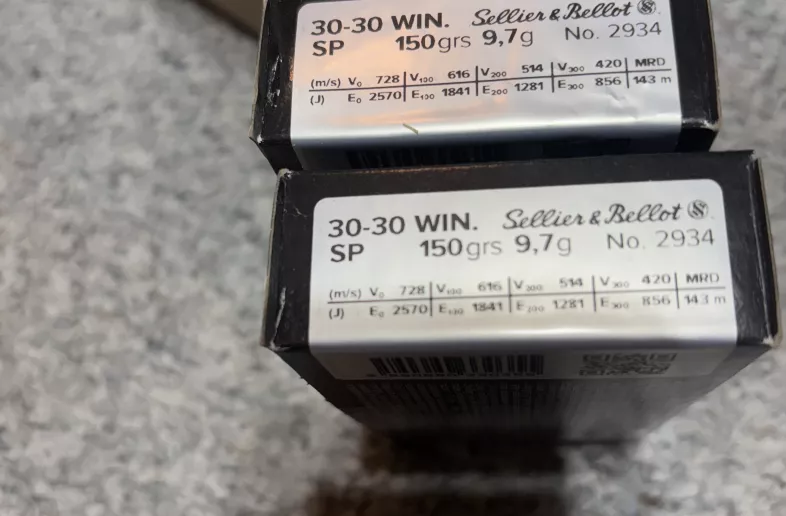 30-30 WIN. Sellier & Bellot S&B
SP 150grs 9,7g No. 2934
(m/s) V₀ 728 V₁₀₀ 616 V₂₀₀ 514 V₃₀₀ 420 MRD
(J) E₀ 2570 E₁₀₀ 1841 E₂₀₀ 1281 E₃₀₀ 856 143 m
30-30 WIN. Sellier & Bellot S&B
SP 150grs 9,7g No. 2934
(m/s) V₀ 728 V₁₀₀ 616 V₂₀₀ 514 V₃₀₀ 420 MRD
(J) E₀ 2570 E₁₀₀ 1841 E₂₀₀ 1281 E₃₀₀ 856 143 m